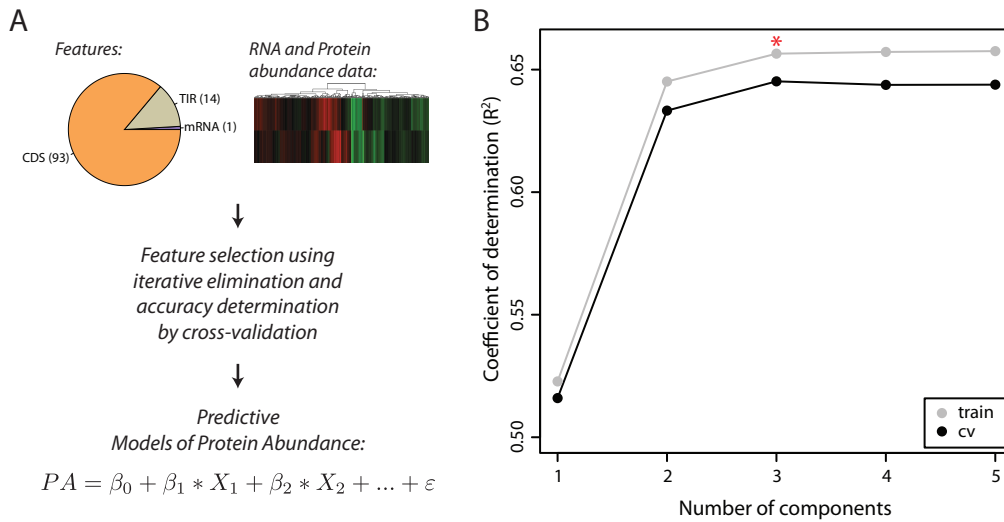 A
Features:
TIR (14)
mRNA (1)
CDS (93)
RNA and Protein
abundance data:
Feature selection using
iterative elimination and
accuracy determination
by cross-validation
Predictive
Models of Protein Abundance:
PA = β₀ + β₁ * X₁ + β₂ * X₂ + ... + ε
B
*
Coefficient of determination (R²)
0.65
0.60
0.55
0.50
train
cv
1 2 3 4 5
Number of components